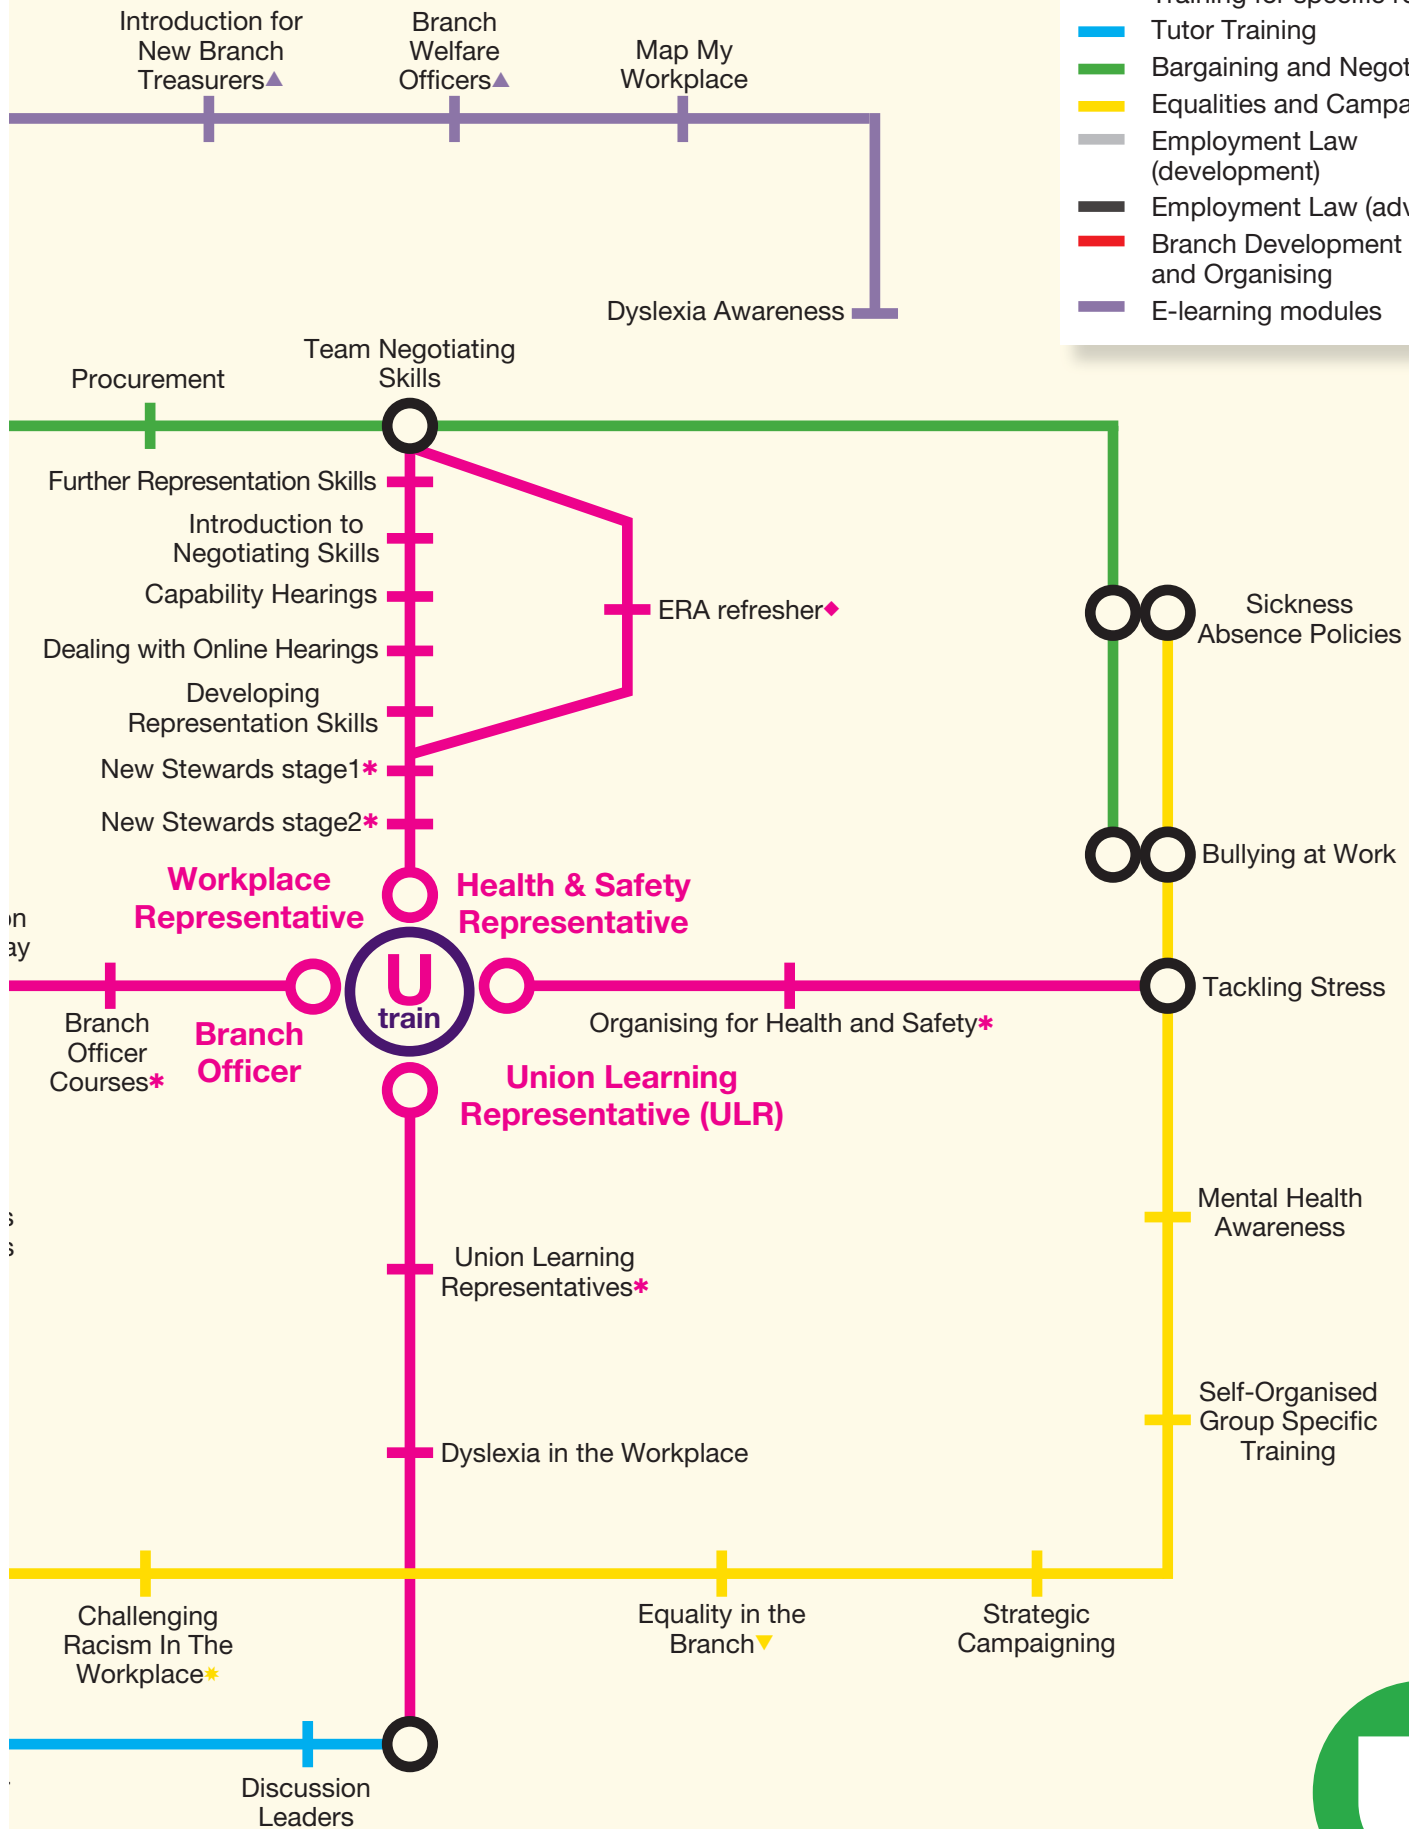 Introduction for
New Branch
Treasurers
Branch
Welfare
Officers
Map My
Workplace
Tutor Training
Bargaining and
Equalities and
Employment Law
(development)
Employment Law
Branch Development
and Organising
E-learning modules
Dyslexia Awareness
Team Negotiating
Skills
Procurement
Further Representation Skills
Introduction to
Negotiating Skills
Capability Hearings
ERA refresher
Sickness
Absence Policies
Dealing with Online Hearings
Developing
Representation Skills
New Stewards stage1*
New Stewards stage2*
Bullying at Work
Workplace
Representative
Health & Safety
Representative
U
train
Tackling Stress
Branch
Officer
Courses*
Branch
Officer
Organising for Health and Safety*
Union Learning
Representative (ULR)
Mental Health
Awareness
Union Learning
Representatives*
Self-Organised
Group Specific
Training
Dyslexia in the Workplace
Challenging
Racism In The
Workplace
Equality in the
Branch
Strategic
Campaigning
Discussion
Leaders